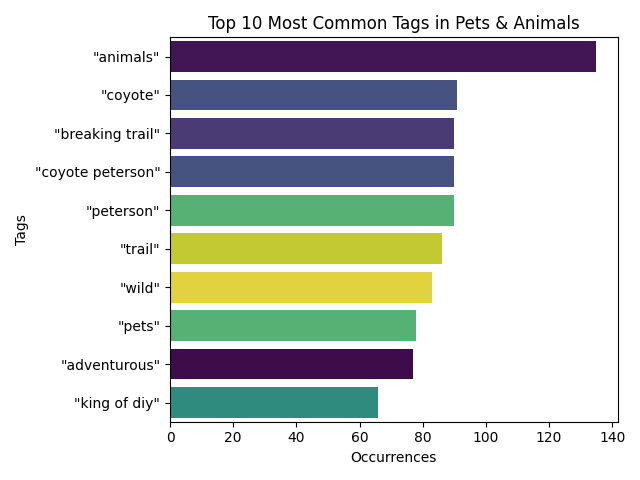 Top 10 Most Common Tags in Pets & Animals
Tags
"animals"
"coyote"
"breaking trail"
"coyote peterson"
"peterson"
"trail"
"wild"
"pets"
"adventurous"
"king of diy"
0 20 40 60 80 100 120 140
Occurrences